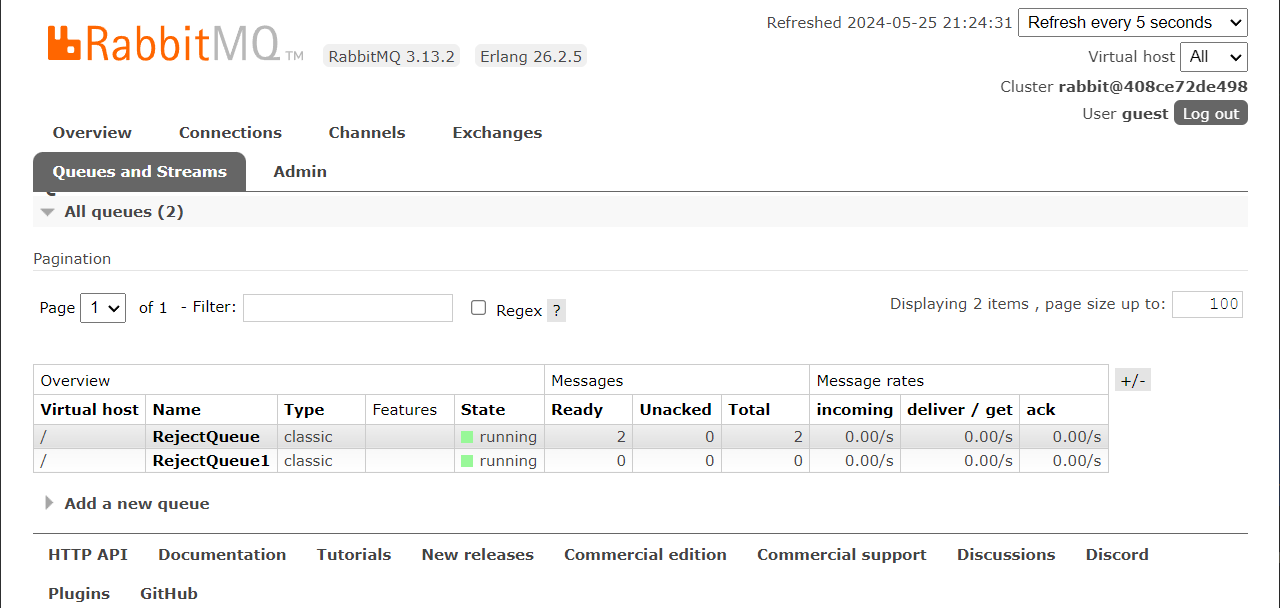 Refreshed 2024-05-25 21:24:31 Refresh every 5 seconds
RabbitMQ TM RabbitMQ 3.13.2 Erlang 26.2.5
Virtual host All
Cluster rabbit@408ce72de498
User guest Log out
Overview Connections Channels Exchanges
Queues and Streams Admin
All queues (2)
Pagination
Page 1 of 1 - Filter: Regex ? Displaying 2 items , page size up to: 100
Overview Messages Message rates +/-
Virtual host Name Type Features State Ready Unacked Total incoming deliver / get ack
/ RejectQueue classic running 2 0 2 0.00/s 0.00/s 0.00/s
/ RejectQueue1 classic running 0 0 0 0.00/s 0.00/s 0.00/s
Add a new queue
HTTP API Documentation Tutorials New releases Commercial edition Commercial support Discussions Discord
Plugins GitHub